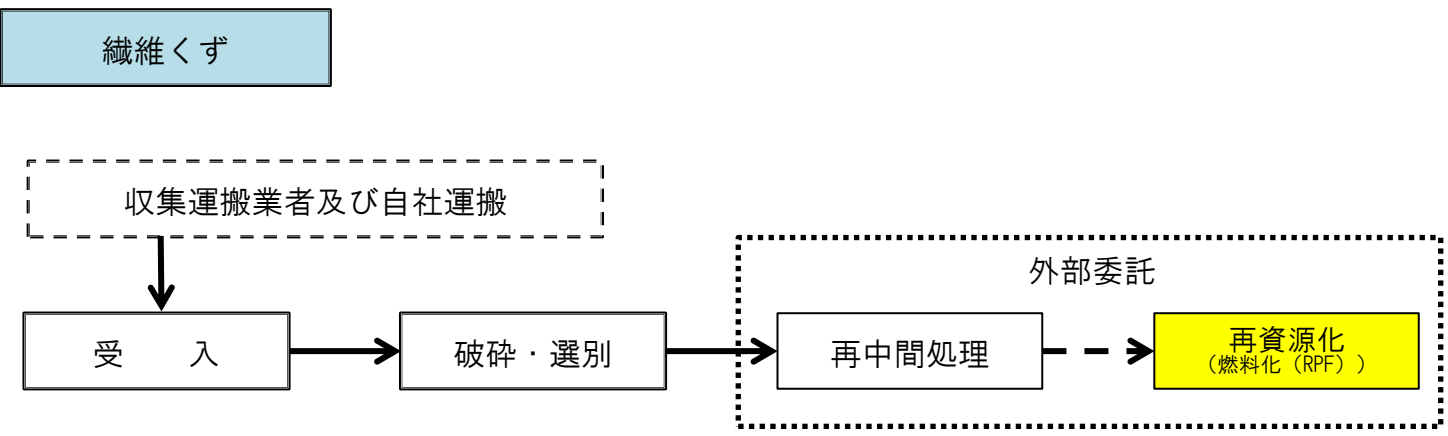 繊維くず
収集運搬業者及び自社運搬
外部委託
受　　入
破砕・選別
再中間処理
再資源化
（燃料化（RPF））